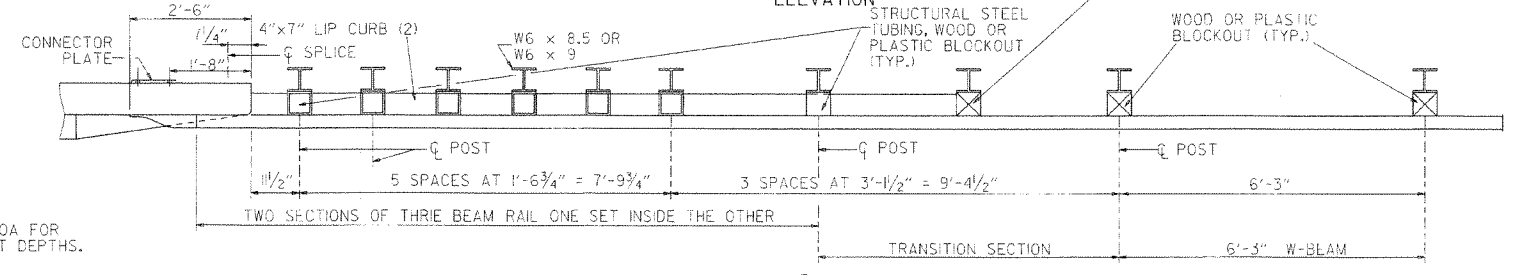 ELEVATION
2'-6"
7 1/4"
4"x7" LIP CURB (2)
℄ SPLICE
CONNECTOR
PLATE
1'-8"
W6 x 8.5 OR
W6 x 9
STRUCTURAL STEEL
TUBING, WOOD OR
PLASTIC BLOCKOUT
(TYP.)
WOOD OR PLASTIC
BLOCKOUT (TYP.)
℄ POST
℄ POST
℄ POST
11 1/2"
5 SPACES AT 1'-6 3/4" = 7'-9 3/4"
3 SPACES AT 3'-1 1/2" = 9'-4 1/2"
6'-3"
TWO SECTIONS OF THRIE BEAM RAIL ONE SET INSIDE THE OTHER
OA FOR
T DEPTHS.
TRANSITION SECTION
6'-3" W-BEAM